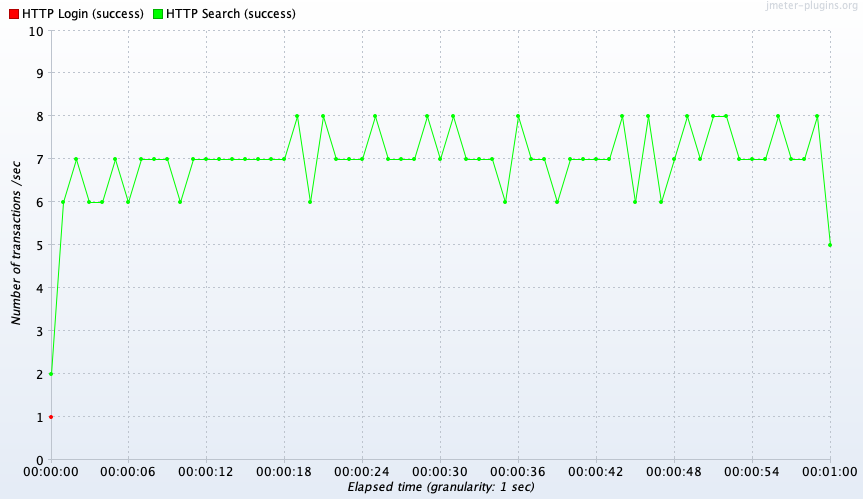 jmeter-plugins.org
HTTP Login (success) HTTP Search (success)
10
9
8
7
6
5
4
3
2
1
0
Number of transactions /sec
00:00:00 00:00:06 00:00:12 00:00:18 00:00:24 00:00:30 00:00:36 00:00:42 00:00:48 00:00:54 00:01:00
Elapsed time (granularity: 1 sec)